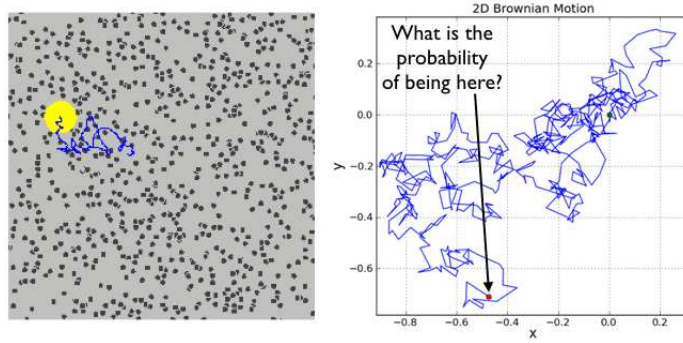 2D Brownian Motion
What is the
probability
of being here?
0.2
0.0
−0.2
−0.4
−0.6
y
−0.8
−0.6
−0.4
−0.2
0.0
0.2
x